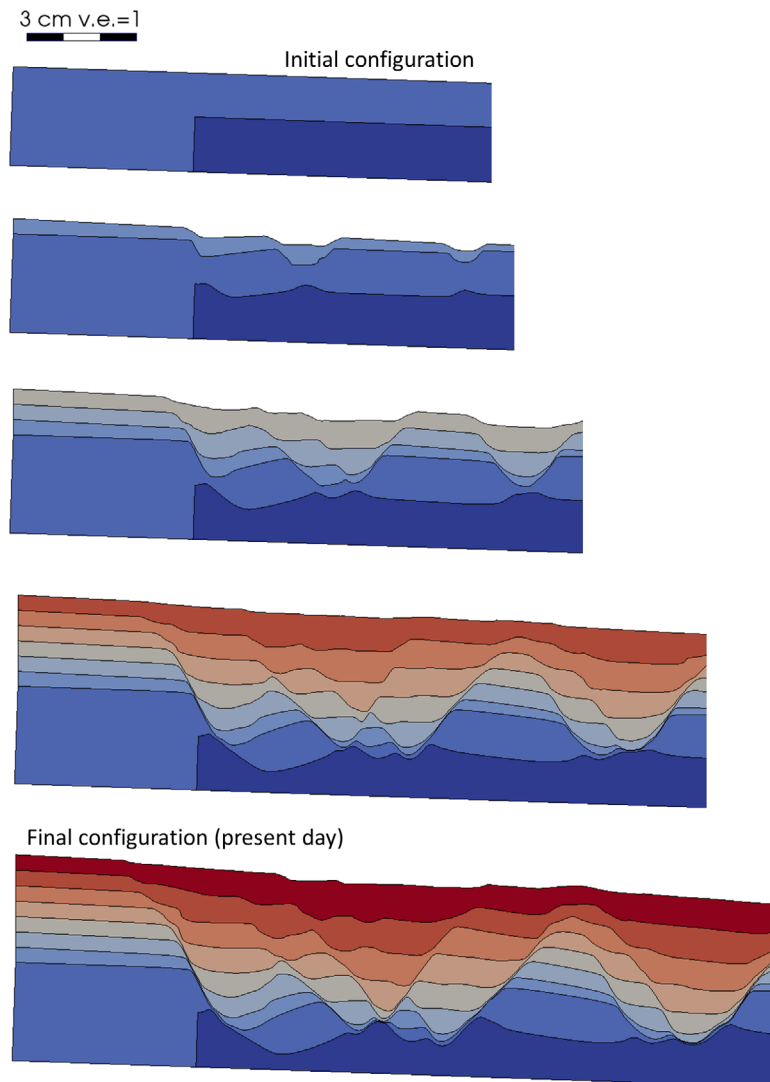 3 cm v.e.=1
Initial configuration
Final configuration (present day)